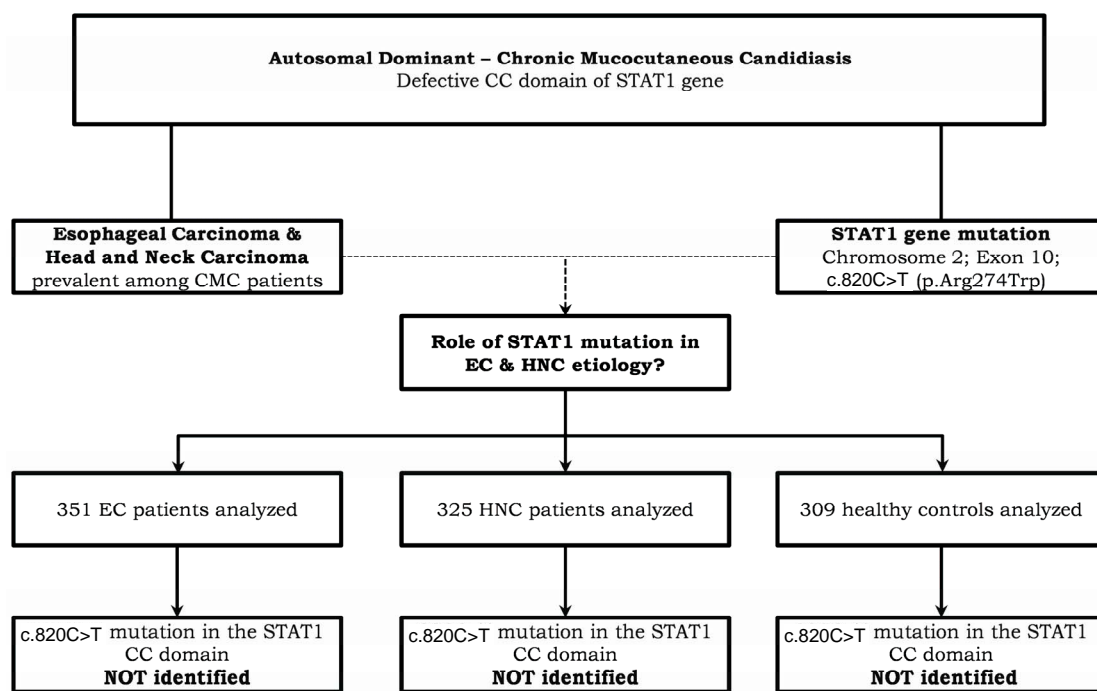 Autosomal Dominant – Chronic Mucocutaneous Candidiasis
Defective CC domain of STAT1 gene
Esophageal Carcinoma &
Head and Neck Carcinoma
prevalent among CMC patients
STAT1 gene mutation
Chromosome 2; Exon 10;
c.820C>T (p.Arg274Trp)
Role of STAT1 mutation in
EC & HNC etiology?
351 EC patients analyzed
325 HNC patients analyzed
309 healthy controls analyzed
c.820C>T mutation in the STAT1
CC domain
NOT identified
c.820C>T mutation in the STAT1
CC domain
NOT identified
c.820C>T mutation in the STAT1
CC domain
NOT identified